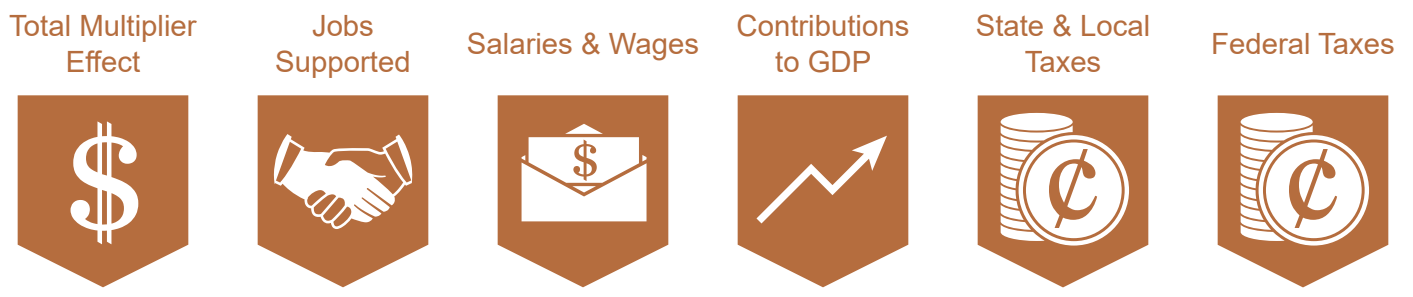 Total Multiplier
Effect
Jobs
Supported
Salaries & Wages
Contributions
to GDP
State & Local
Taxes
Federal Taxes
$
$
¢
¢